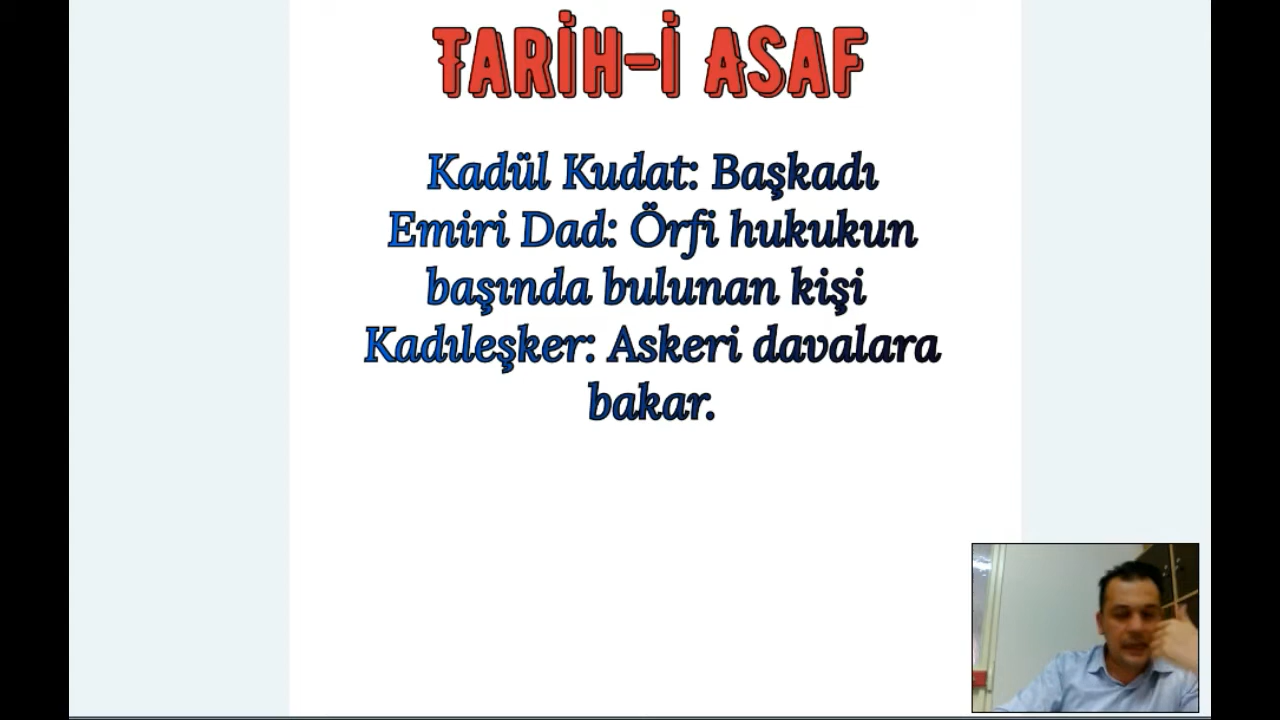 TARİH-İ ASAF
Kadül Kudat: Başkadı
Emiri Dad: Örfi hukukun
başında bulunan kişi
Kadıleşker: Askeri davalara
bakar.